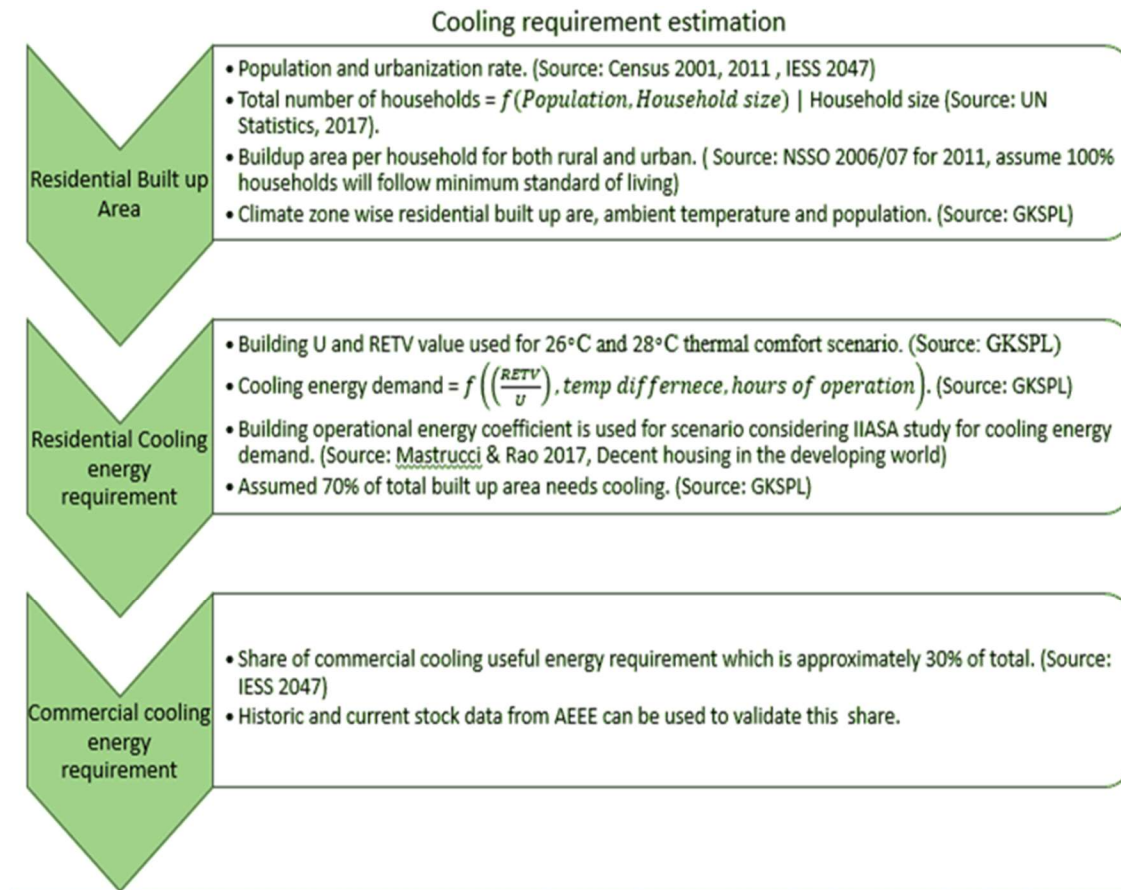 Cooling requirement estimation
Residential Built up
Area
• Population and urbanization rate. (Source: Census 2001, 2011 , IESS 2047)
• Total number of households = f(Population, Household size) | Household size (Source: UN
Statistics, 2017).
• Buildup area per household for both rural and urban. ( Source: NSSO 2006/07 for 2011, assume 100%
households will follow minimum standard of living)
• Climate zone wise residential built up are, ambient temperature and population. (Source: GKSPL)
Residential Cooling
energy
requirement
• Building U and RETV value used for 26°C and 28°C thermal comfort scenario. (Source: GKSPL)
• Cooling energy demand = f((RETV/U), temp differnece, hours of operation). (Source: GKSPL)
• Building operational energy coefficient is used for scenario considering IIASA study for cooling energy
demand. (Source: Mastrucci & Rao 2017, Decent housing in the developing world)
• Assumed 70% of total built up area needs cooling. (Source: GKSPL)
Commercial cooling
energy
requirement
• Share of commercial cooling useful energy requirement which is approximately 30% of total. (Source:
IESS 2047)
• Historic and current stock data from AEEE can be used to validate this share.